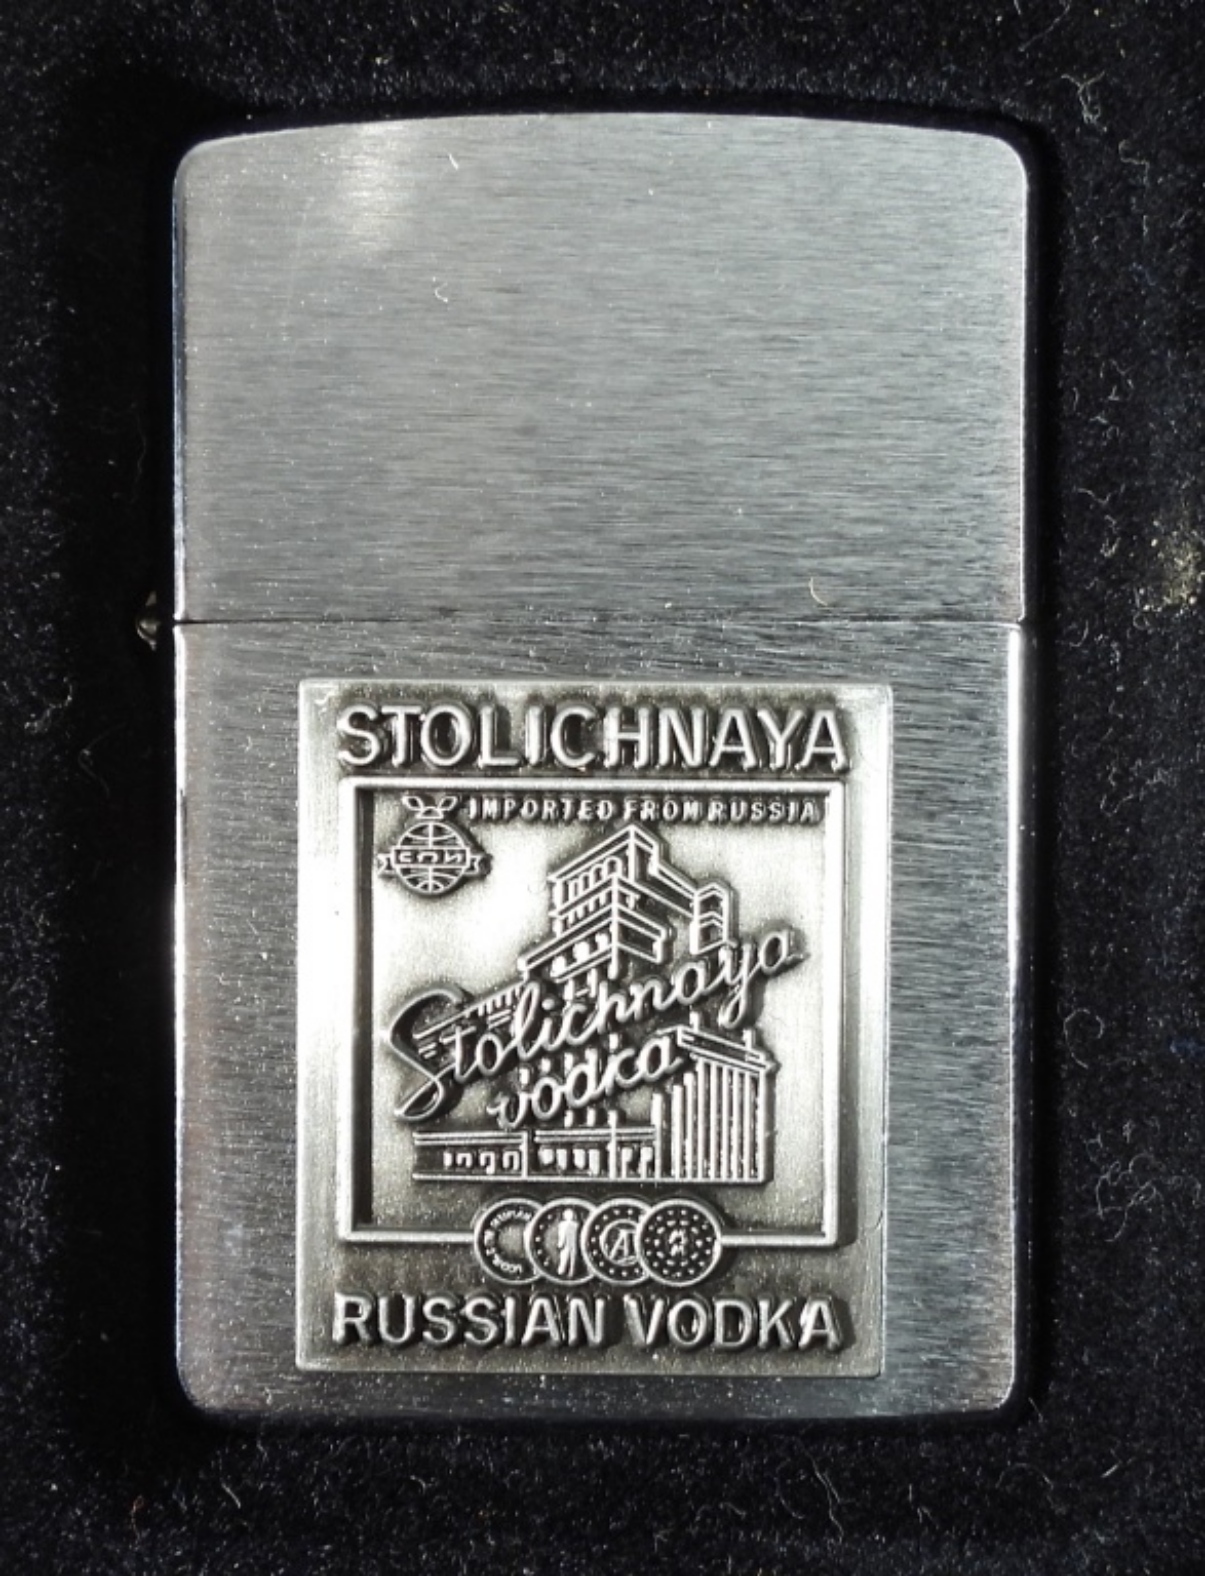 STOLICHNAYA
IMPORTED FROM RUSSIA
Stolichnaya
vodka
RUSSIAN VODKA